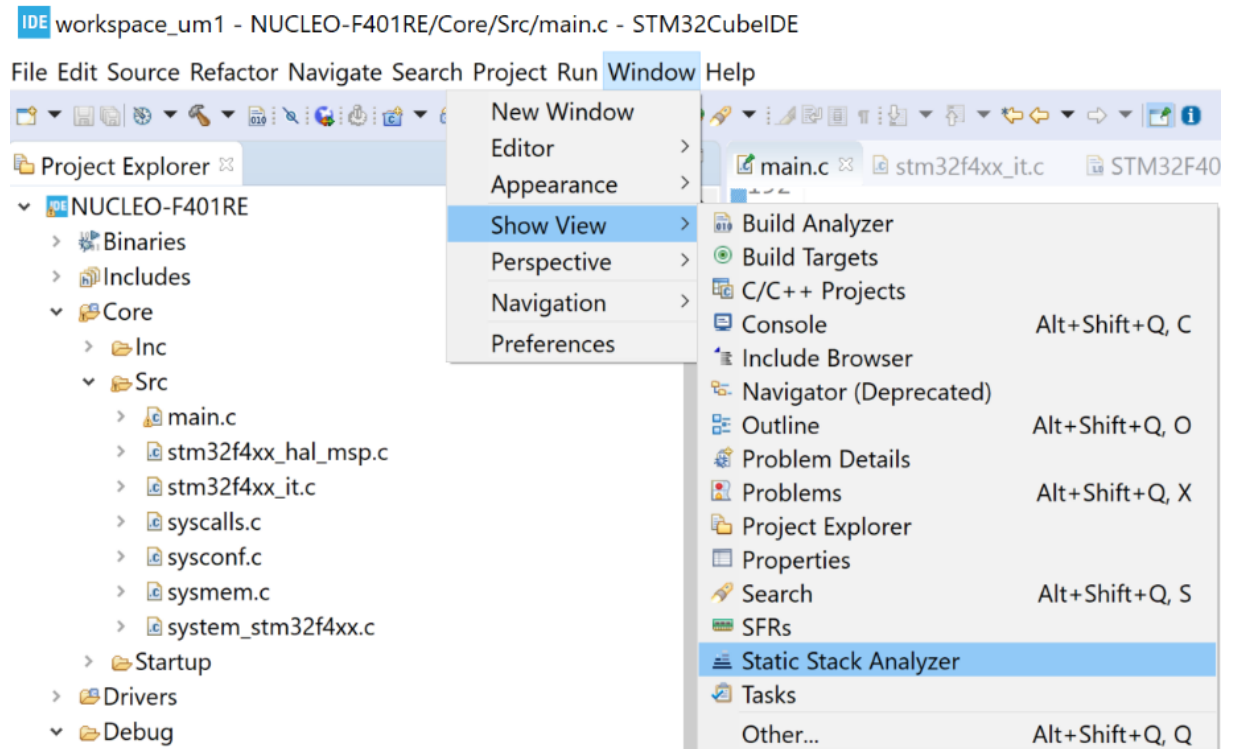 IDE workspace_um1 - NUCLEO-F401RE/Core/Src/main.c - STM32CubeIDE
File Edit Source Refactor Navigate Search Project Run Window Help
New Window
Editor
Appearance
Show View
Perspective
Navigation
Preferences
Project Explorer
IDE NUCLEO-F401RE
Binaries
Includes
Core
Inc
Src
main.c
stm32f4xx_hal_msp.c
stm32f4xx_it.c
syscalls.c
sysconf.c
sysmem.c
system_stm32f4xx.c
Startup
Drivers
Debug
main.c stm32f4xx_it.c STM32F40
Build Analyzer
Build Targets
C/C++ Projects
Console Alt+Shift+Q, C
Include Browser
Navigator (Deprecated)
Outline Alt+Shift+Q, O
Problem Details
Problems Alt+Shift+Q, X
Project Explorer
Properties
Search Alt+Shift+Q, S
SFRs
Static Stack Analyzer
Tasks
Other... Alt+Shift+Q, Q